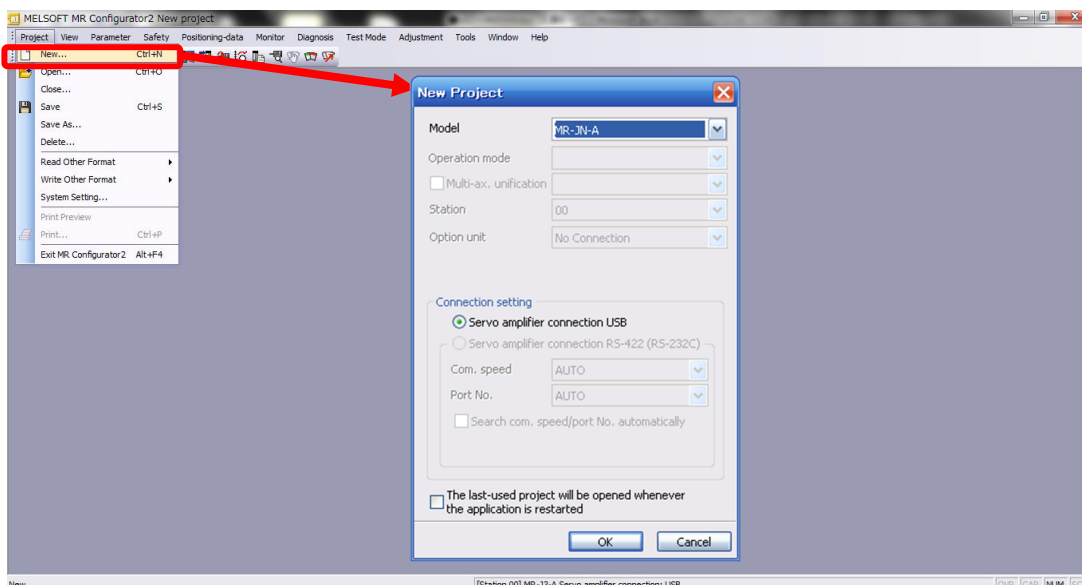 MELSOFT MR Configurator2 New project
Project View Parameter Safety Positioning-data Monitor Diagnosis Test Mode Adjustment Tools Window Help
New... Ctrl+N
Open... Ctrl+O
Close...
Save Ctrl+S
Save As...
Delete...
Read Other Format
Write Other Format
System Setting...
Print Preview
Print... Ctrl+P
Exit MR Configurator2 Alt+F4
New Project
Model MR-JN-A
Operation mode
Multi-ax. unification
Station 00
Option unit No Connection
Connection setting
Servo amplifier connection USB
Servo amplifier connection RS-422 (RS-232C)
Com. speed AUTO
Port No. AUTO
Search com. speed/port No. automatically
The last-used project will be opened whenever
the application is restarted
OK Cancel
New [Station 00] MR-J3-A Servo amplifier connection: USB OVR CAP NUM